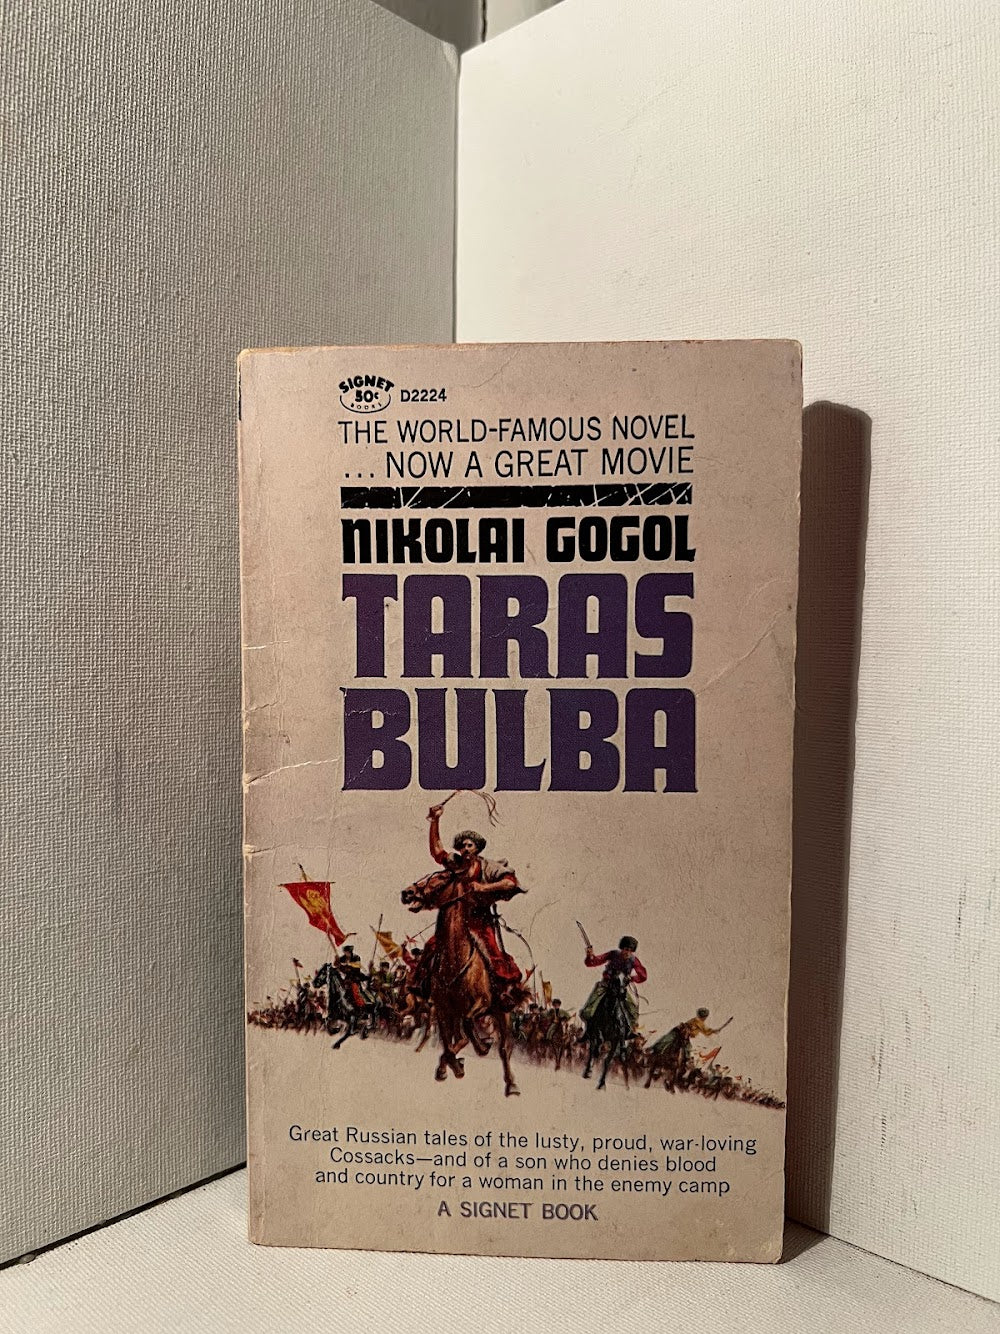 SIGNET
50¢
BOOKS
D2224
THE WORLD-FAMOUS NOVEL
... NOW A GREAT MOVIE
NIKOLAI GOGOL
TARAS
BULBA
Great Russian tales of the lusty, proud, war-loving
Cossacks—and of a son who denies blood
and country for a woman in the enemy camp
A SIGNET BOOK